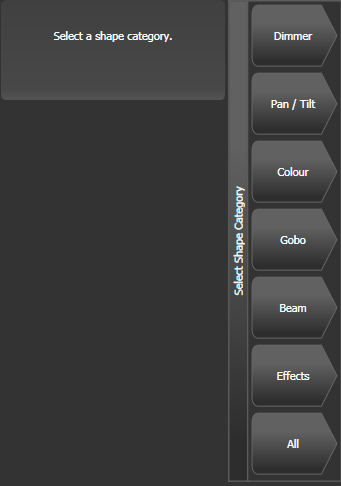 Select a shape category.
Select Shape Category
Dimmer
Pan / Tilt
Colour
Gobo
Beam
Effects
All